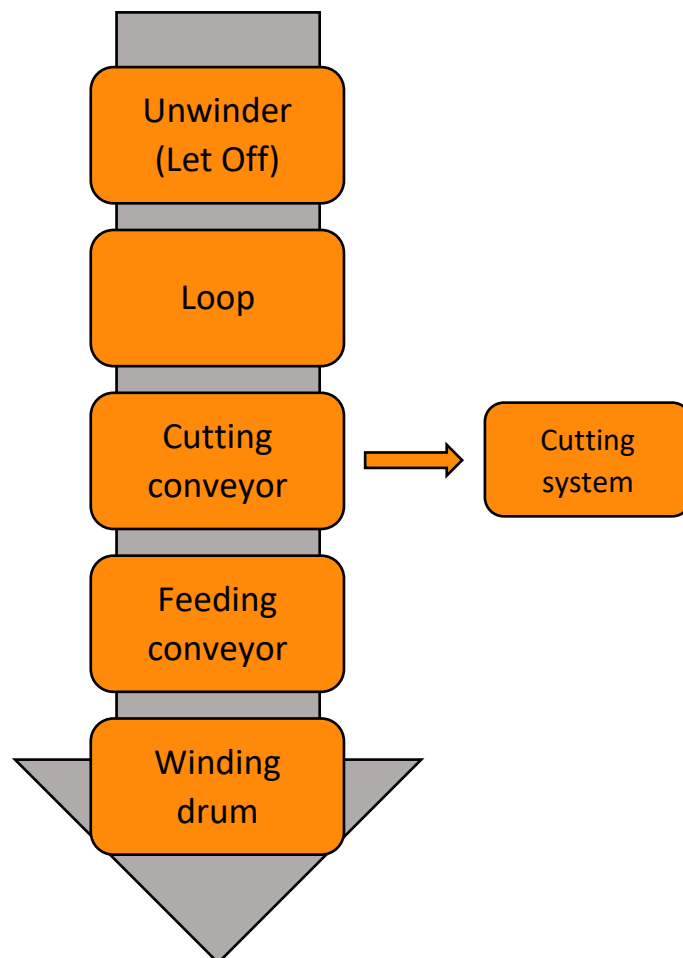 Unwinder
(Let Off)
Loop
Cutting
conveyor
Cutting
system
Feeding
conveyor
Winding
drum